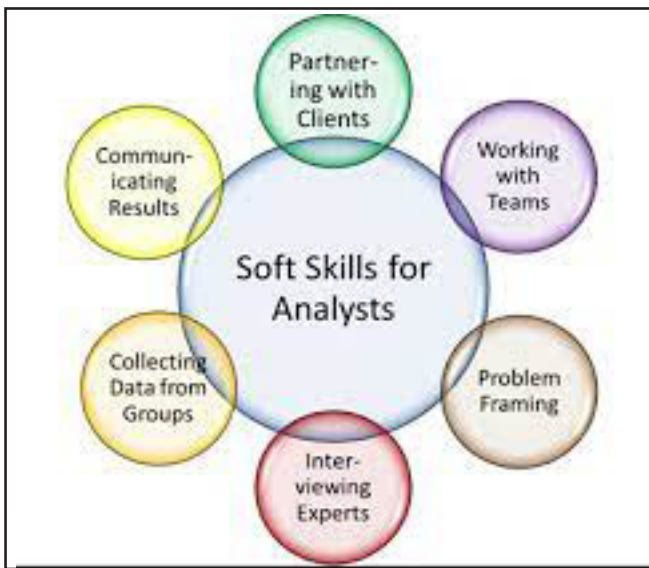 Partner-
ing with
Clients
Commun-
icating
Results
Working
with
Teams
Soft Skills for
Analysts
Collecting
Data from
Groups
Problem
Framing
Inter-
viewing
Experts